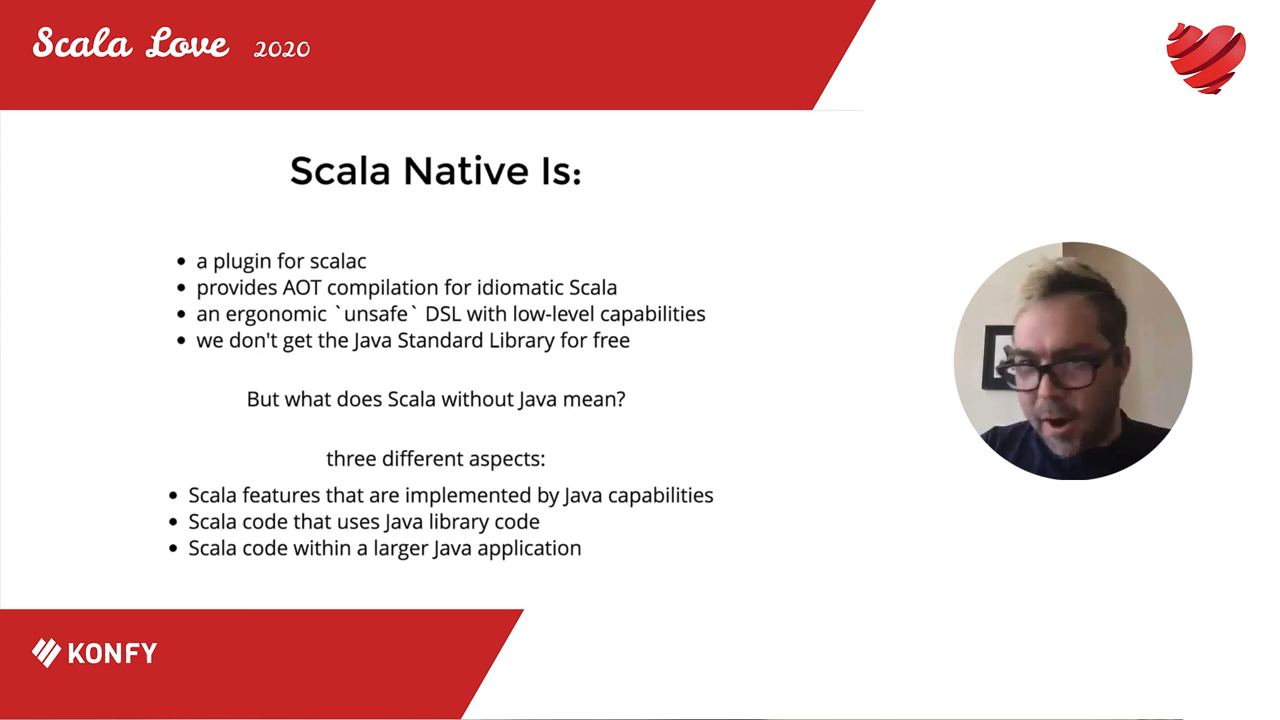 Scala Love 2020
Scala Native Is:
• a plugin for scalac
• provides AOT compilation for idiomatic Scala
• an ergonomic `unsafe` DSL with low-level capabilities
• we don't get the Java Standard Library for free
But what does Scala without Java mean?
three different aspects:
• Scala features that are implemented by Java capabilities
• Scala code that uses Java library code
• Scala code within a larger Java application
KONFY